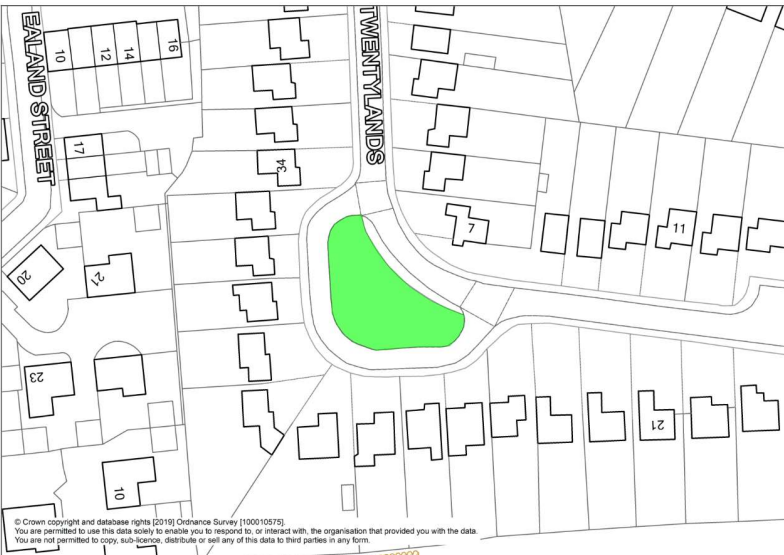 EALAND STREET
TWENTYLANDS
10
12
14
16
17
34
7
11
20
21
23
21
10
© Crown copyright and database rights [2019] Ordnance Survey [100010575].
You are permitted to use this data solely to enable you to respond to, or interact with, the organisation that provided you with the data.
You are not permitted to copy, sub-licence, distribute or sell any of this data to third parties in any form.